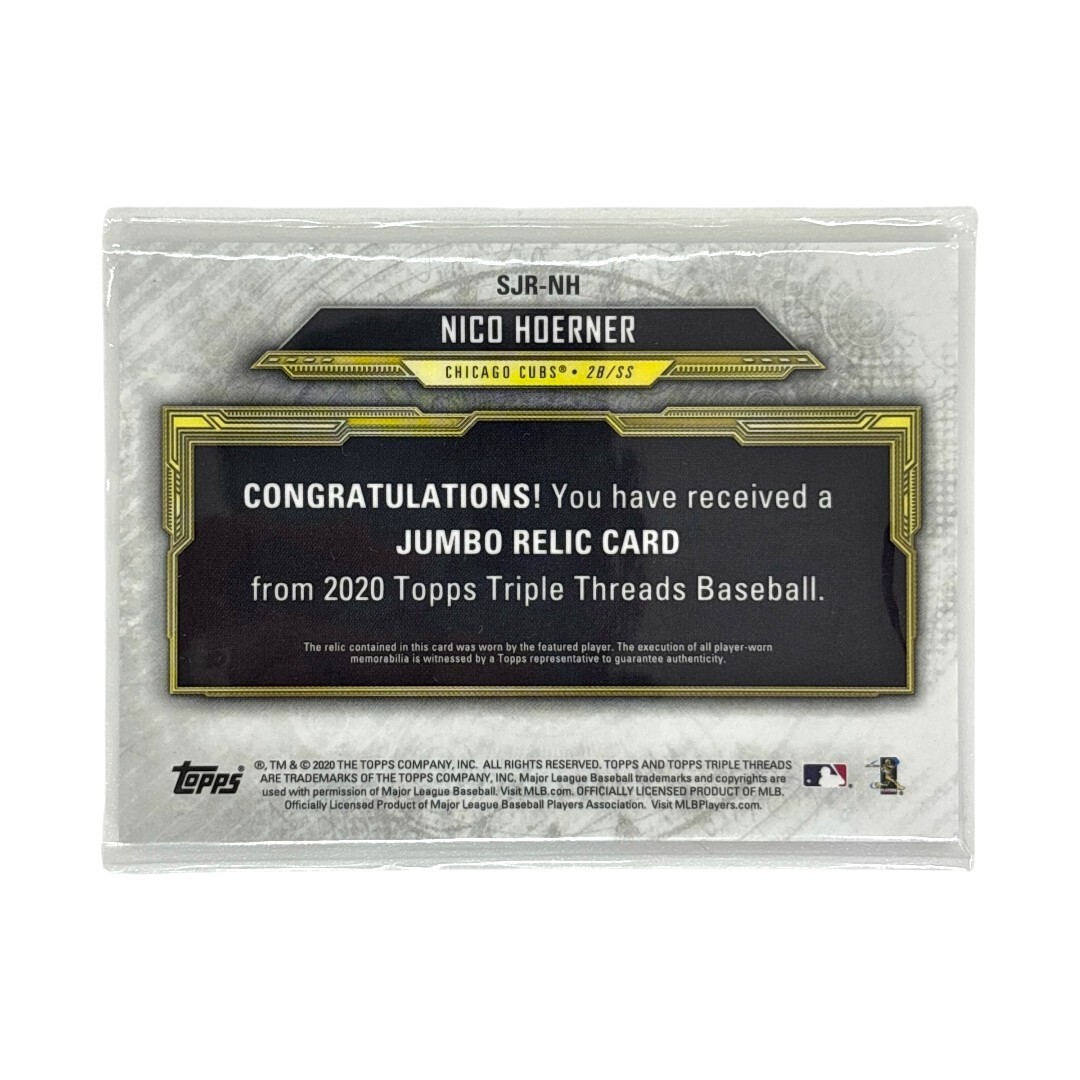 SJR-NH
NICO HOERNER
CHICAGO CUBS® • 2B/SS
CONGRATULATIONS! You have received a
JUMBO RELIC CARD
from 2020 Topps Triple Threads Baseball.
The relic contained in this card was worn by the featured player. The execution of all player-worn
memorabilia is witnessed by a Topps representative to guarantee authenticity.
Topps®
®, TM & © 2020 THE TOPPS COMPANY, INC. ALL RIGHTS RESERVED. TOPPS AND TOPPS TRIPLE THREADS
ARE TRADEMARKS OF THE TOPPS COMPANY, INC. Major League Baseball trademarks and copyrights are
used with permission of Major League Baseball. Visit MLB.com. OFFICIALLY LICENSED PRODUCT OF MLB.
Officially Licensed Product of Major League Baseball Players Association. Visit MLBPlayers.com.